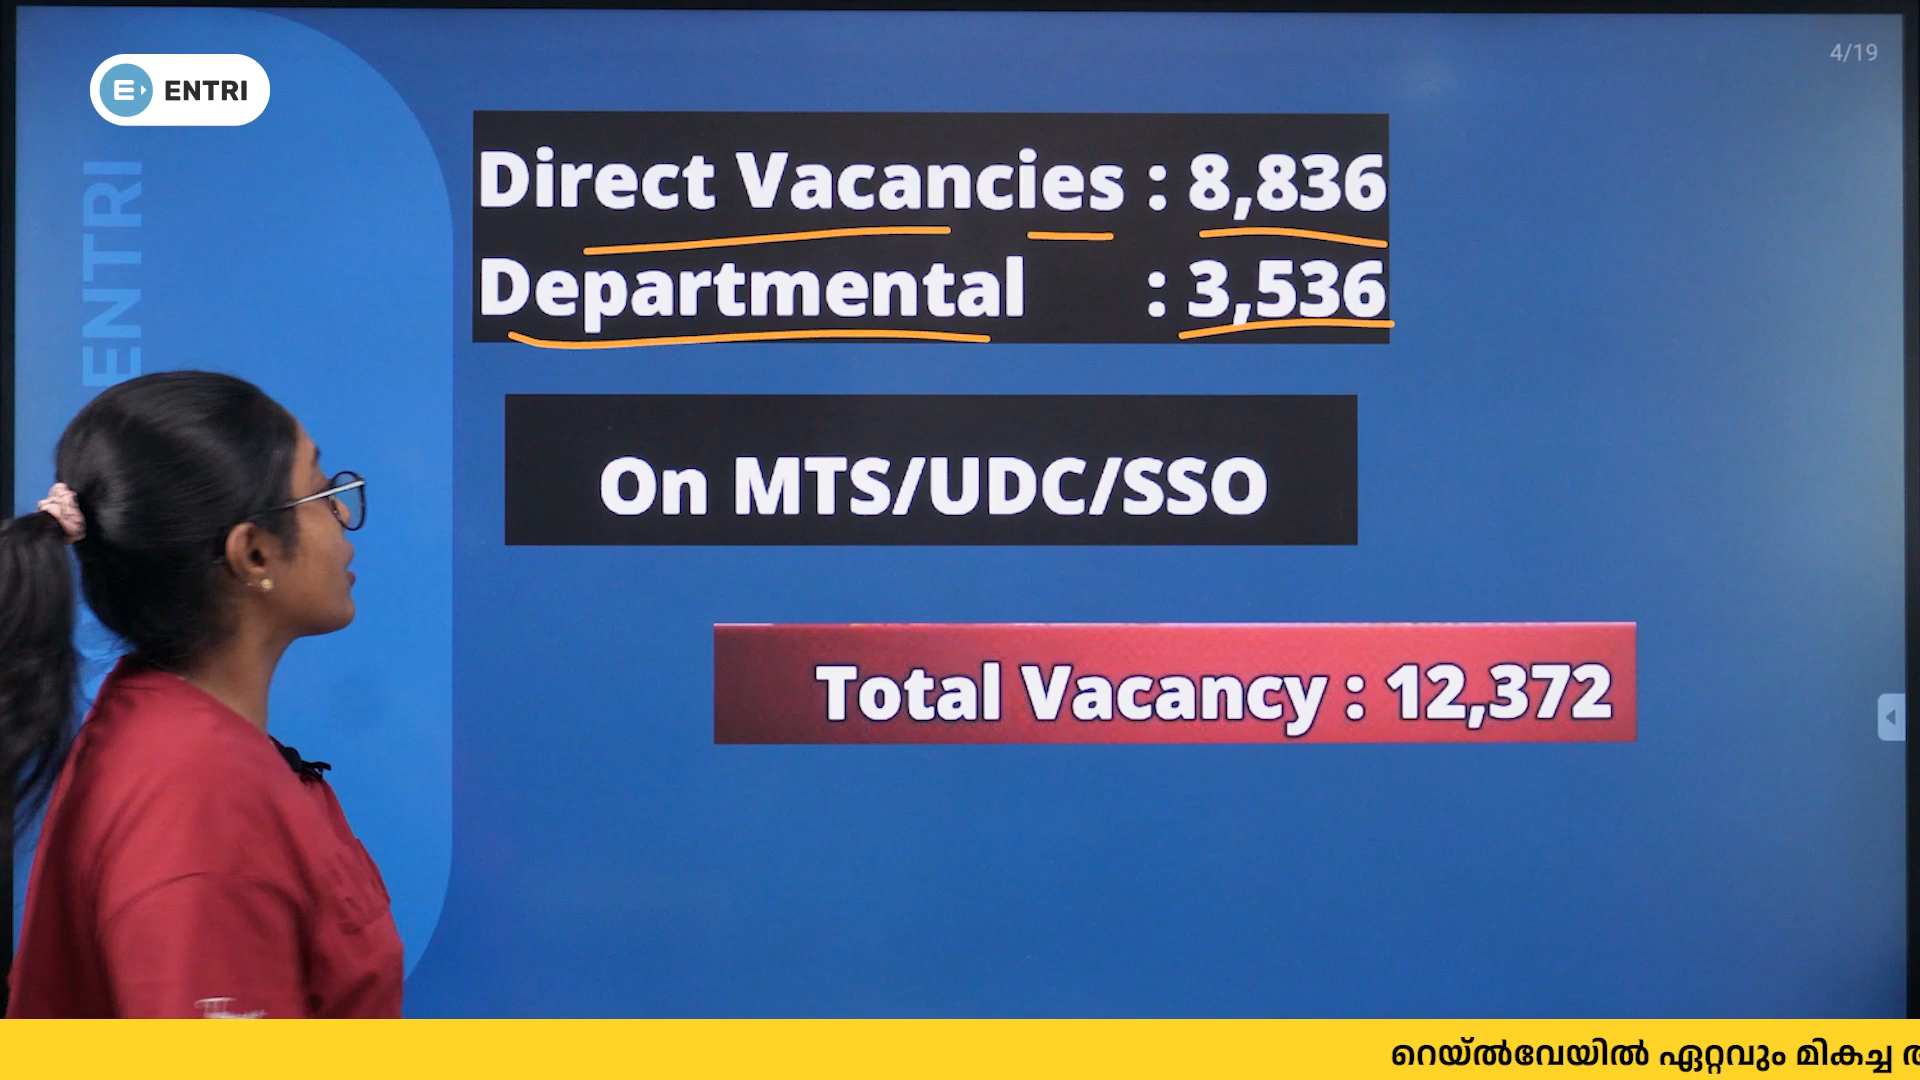 ENTRI
4/19
ENTRI
Direct Vacancies : 8,836
Departmental : 3,536
On MTS/UDC/SSO
Total Vacancy : 12,372
റെയ്ൽവേയിൽ ഏറ്റവും മികച്ച